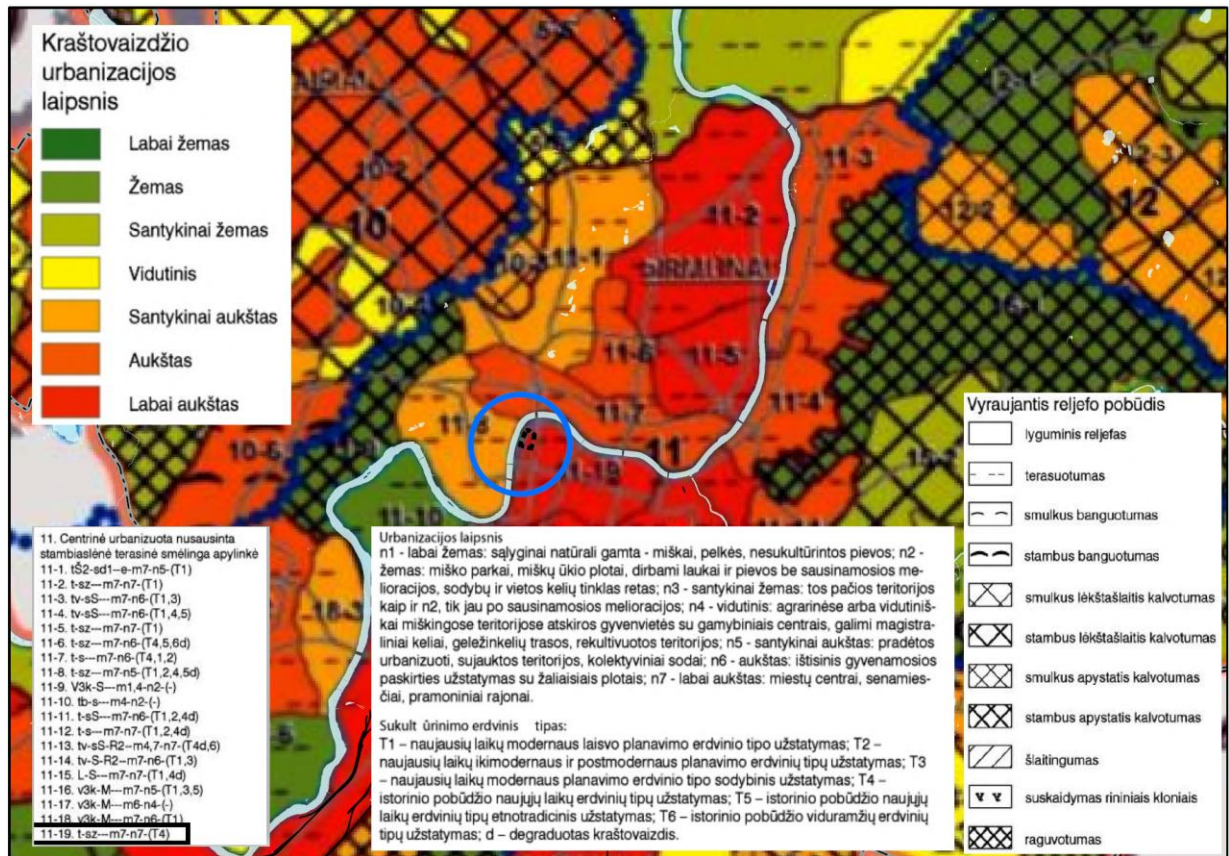 Kraštovaizdžio
urbanizacijos
laipsnis
Labai žemas
Žemas
Santykinai žemas
Vidutinis
Santykinai aukštas
Aukštas
Labai aukštas
10-2
10
11-1
11-2
11-3
12-2
12
11-6
11-5
11-7
11-4
11-8
11
11-19
10-6
11-10
18-3
Vyraujantis reljefo pobūdis
lyguminis reljefas
terasuotumas
smulkus banguotumas
stambus banguotumas
smulkus lėkštašlaitis kalvotumas
stambus lėkštašlaitis kalvotumas
smulkus apystatis kalvotumas
stambus apystatis kalvotumas
šlaitingumas
suskaidymas rininiais kloniais
raguvotumas
11. Centrinė urbanizuota nusausinta
stambiaslėnė terasinė smėlinga apylinkė
11-1. tŠ2-sd1--e-m7-n5-(T1)
11-2. t-sz---m7-n7-(T1)
11-3. tv-sS---m7-n6-(T1,3)
11-4. tv-sS---m7-n6-(T1,4,5)
11-5. t-sz---m7-n7-(T1)
11-6. t-sz---m7-n6-(T4,5,6d)
11-7. t-s---m7-n6-(T4,1,2)
11-8. t-sz---m7-n5-(T1,2,4,5d)
11-9. V3k-S---m1,4-n2-(-)
11-10. tb-s---m4-n2-(-)
11-11. t-sS---m7-n6-(T1,2,4d)
11-12. t-s---m7-n7-(T1,2,4d)
11-13. tv-sS-R2--m4,7-n7-(T4d,6)
11-14. tv-S-R2--m7-n6-(T1,3)
11-15. L-S---m7-n7-(T1,4d)
11-16. v3k-M---m7-n5-(T1,3,5)
11-17. v3k-M---m6-n4-(-)
11-18. v3k-M---m7-n6-(T1)
11-19. t-sz---m7-n7-(T4)
Urbanizacijos laipsnis
n1 - labai žemas: sąlyginai natūrali gamta - miškai, pelkės, nesukultūrintos pievos; n2 -
žemas: miško parkai, miškų ūkio plotai, dirbami laukai ir pievos be sausinamosios me-
lioracijos, sodybų ir vietos kelių tinklas retas; n3 - santykinai žemas: tos pačios teritorijos
kaip ir n2, tik jau po sausinamosios melioracijos; n4 - vidutinis: agrarinėse arba vidutiniš-
kai miškingose teritorijose atskiros gyvenvietės su gamybiniais centrais, galimi magistra-
liniai keliai, geležinkelių trasos, rekultivuotos teritorijos; n5 - santykinai aukštas: pradėtos
urbanizuoti, sujauktos teritorijos, kolektyviniai sodai; n6 - aukštas: ištisinis gyvenamosios
paskirties užstatymas su žaliaisiais plotais; n7 - labai aukštas: miestų centrai, senamies-
čiai, pramoniniai rajonai.
Sukult ūrinimo erdvinis tipas:
T1 – naujausių laikų modernaus laisvo planavimo erdvinio tipo užstatymas; T2 –
naujausių laikų ikimodernaus ir postmodernaus planavimo erdvinio tipų užstatymas; T3
– naujausių laikų modernaus planavimo erdvinio tipo sodybinis užstatymas; T4 –
istorinio pobūdžio naujųjų laikų erdvinių tipų užstatymas; T5 – istorinio pobūdžio naujųjų
laikų erdvinių tipų etnotradicinis užstatymas; T6 – istorinio pobūdžio viduramžių erdvinių
tipų užstatymas; d – degraduotas kraštovaizdis.